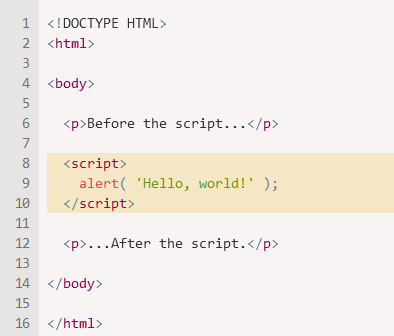 1 <!DOCTYPE HTML>
2 <html>
3
4 <body>
5
6   <p>Before the script...</p>
7
8   <script>
9     alert( 'Hello, world!' );
10   </script>
11
12   <p>...After the script.</p>
13
14 </body>
15
16 </html>